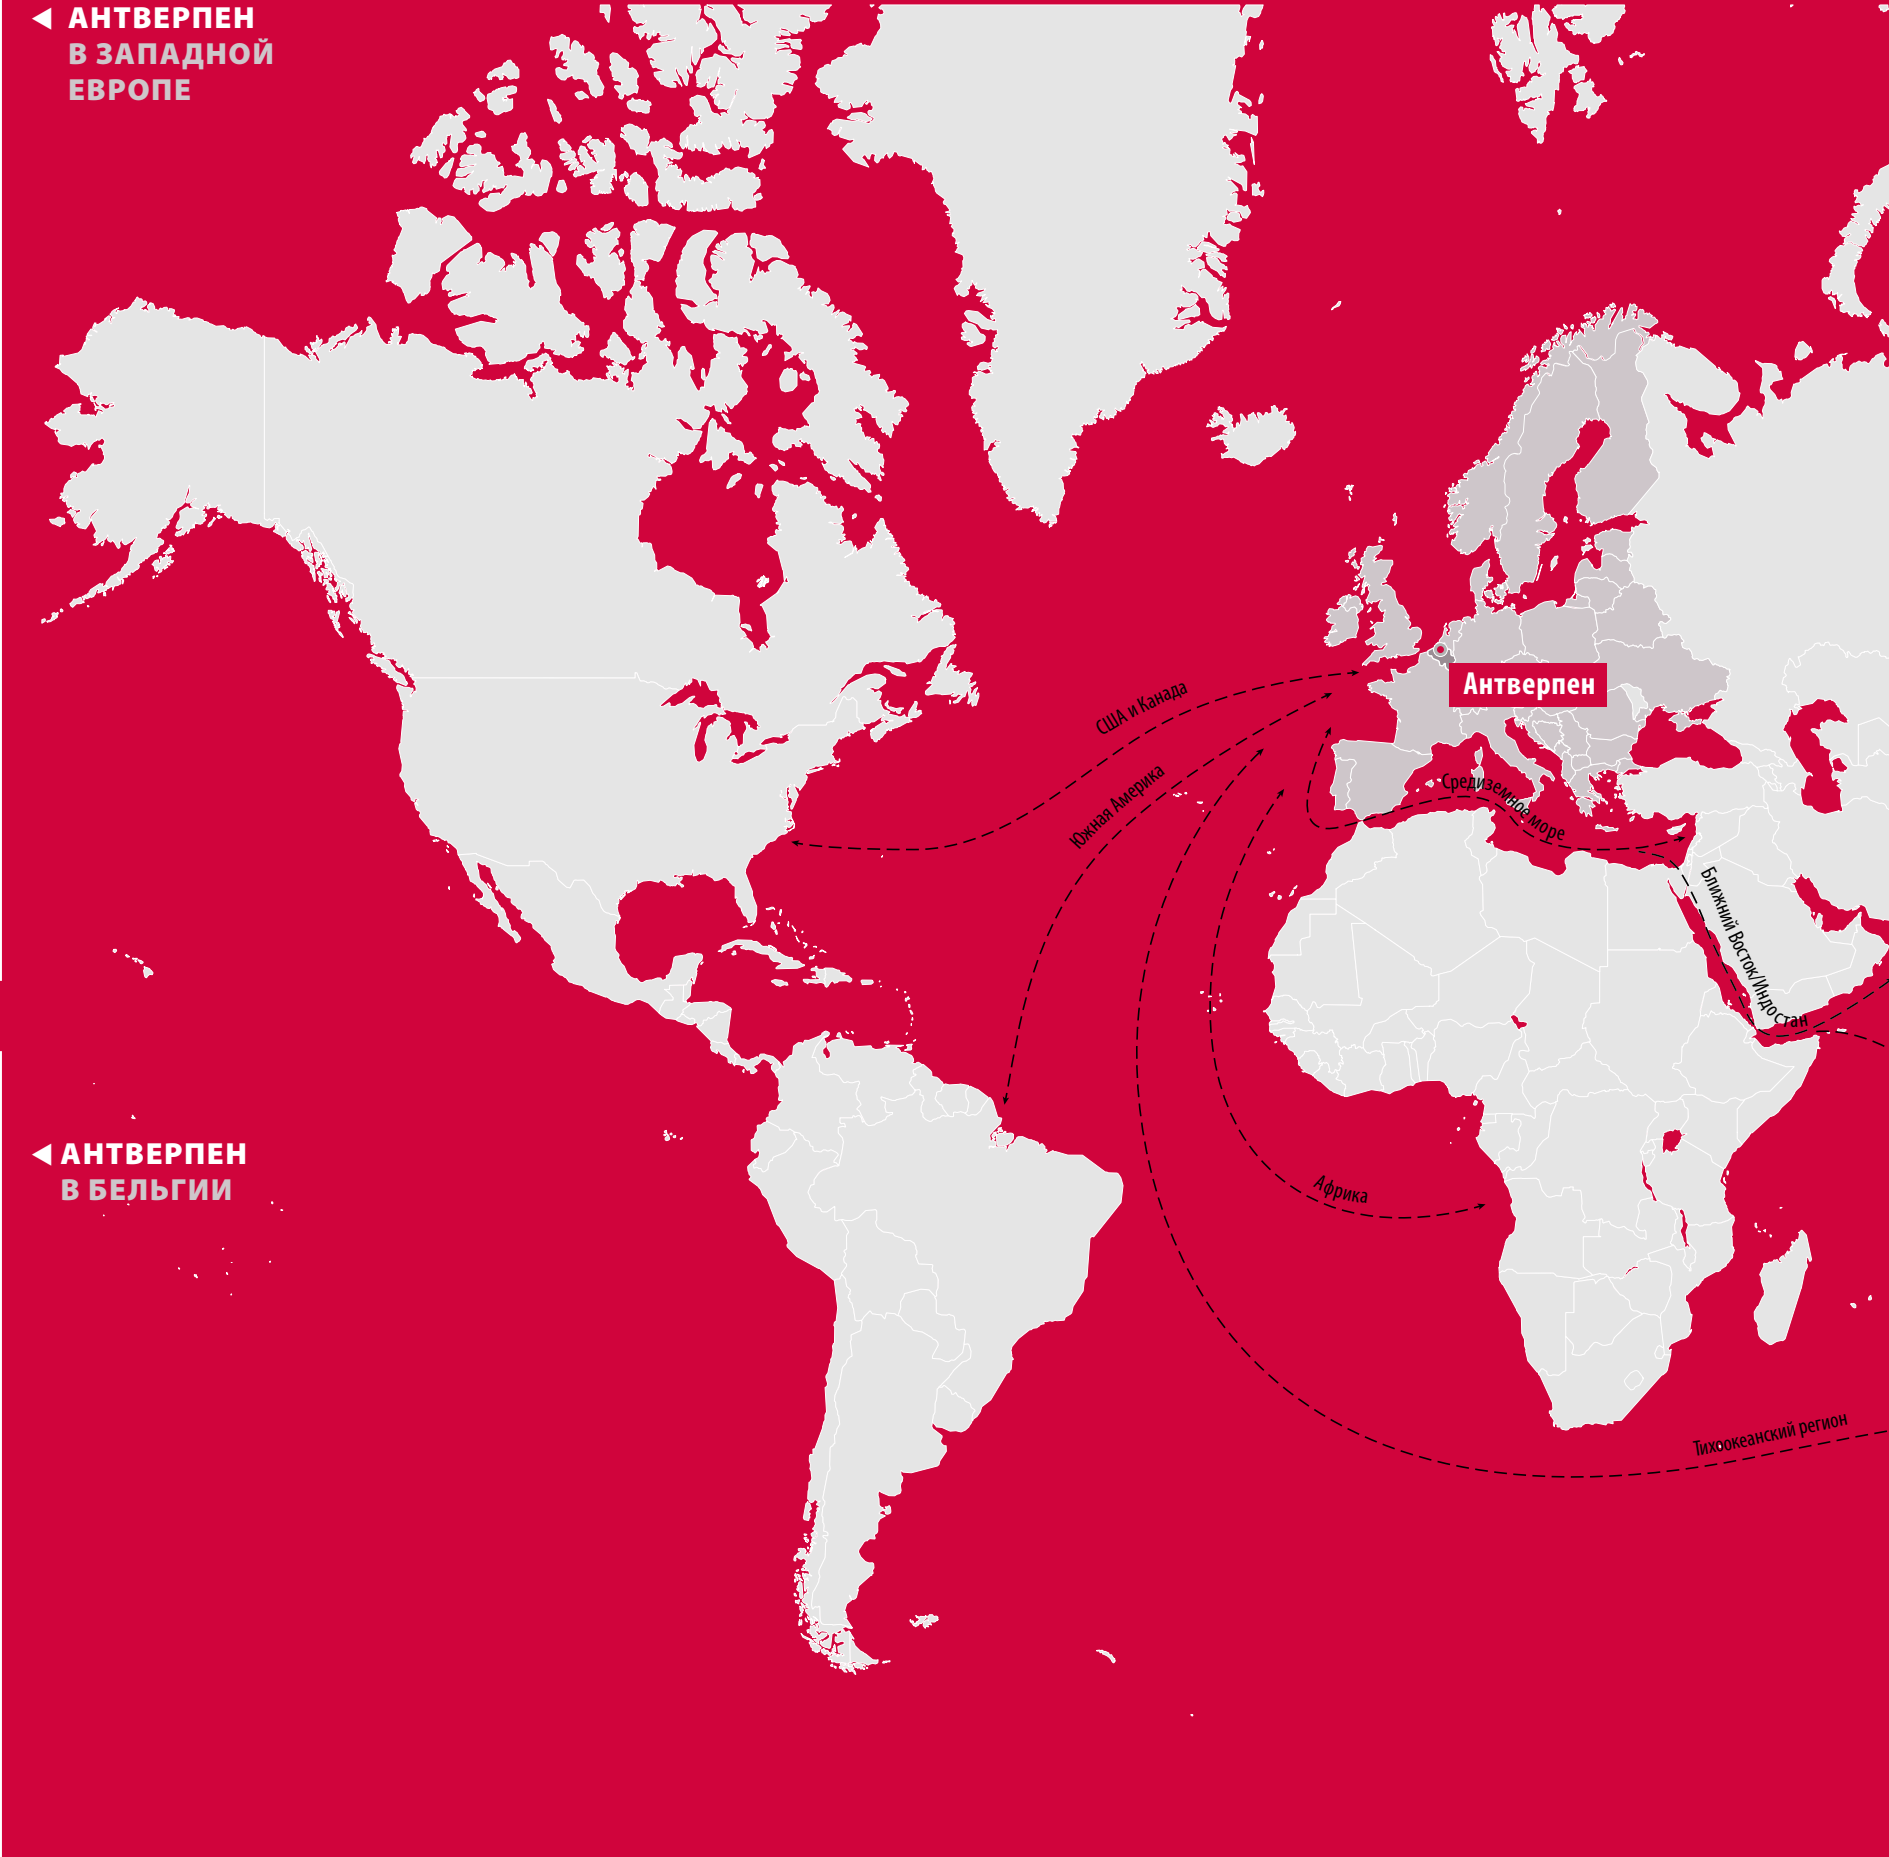 ◄ АНТВЕРПЕН
В ЗАПАДНОЙ
ЕВРОПЕ
Антверпен
США и Канада
Южная Америка
Средиземное море
Ближний Восток/Индостан
◄ АНТВЕРПЕН
В БЕЛЬГИИ
Африка
Тихоокеанский регион